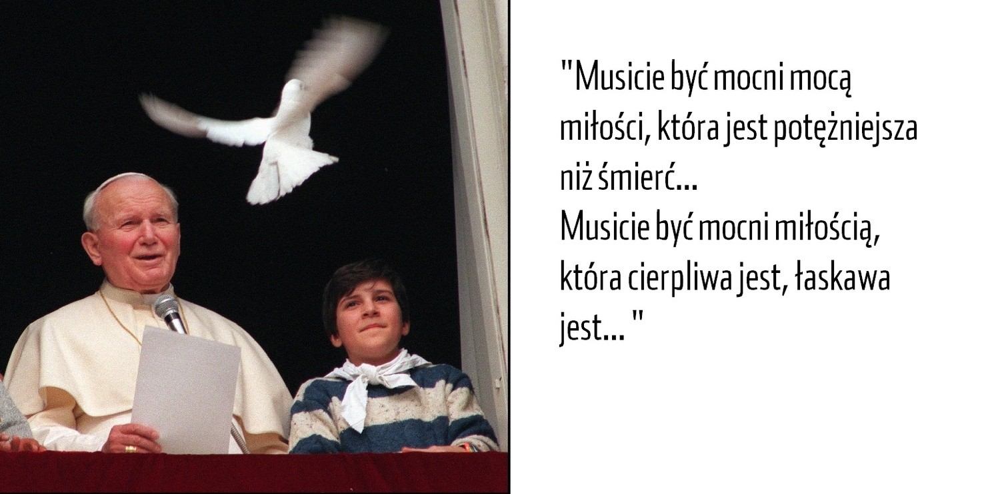 "Musicie być mocni mocą
miłości, która jest potężniejsza
niż śmierć...
Musicie być mocni miłością,
która cierpliwa jest, łaskawa
jest... "